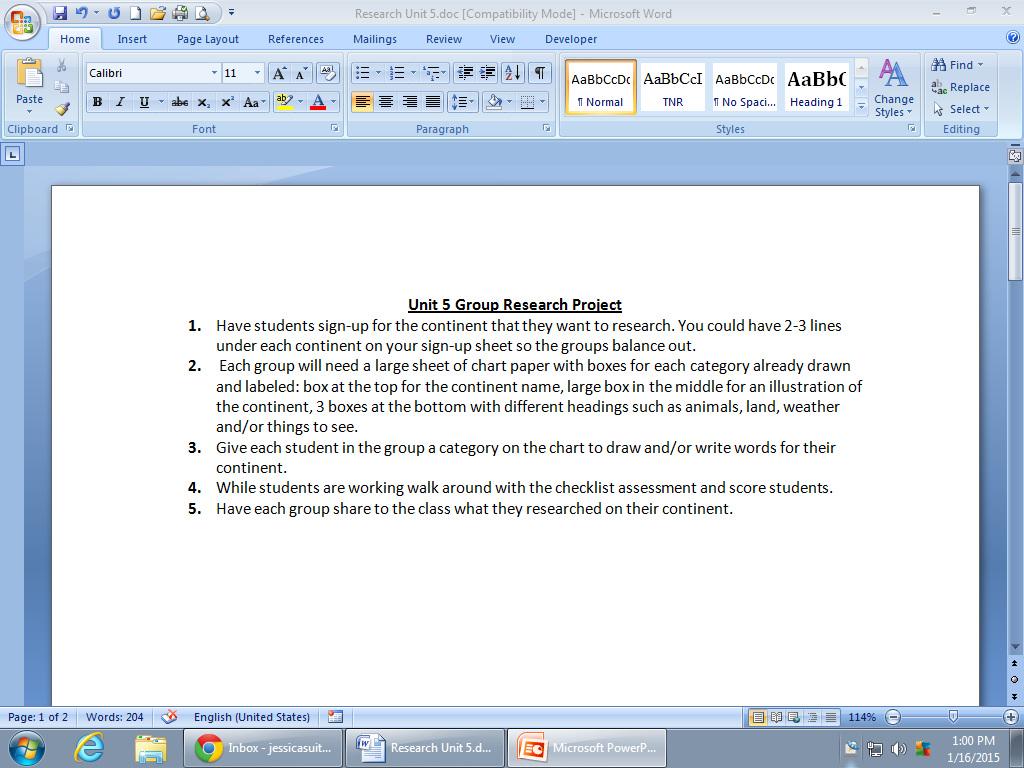 Research Unit 5.doc [Compatibility Mode] - Microsoft Word
Home Insert Page Layout References Mailings Review View Developer
Calibri 11 Find
Paste AaBbCcDc AaBbCcI AaBbCcDc AaBbC Replace
B I U abc X₂ X² Aa ab A ¶ Normal TNR ¶ No Spaci... Heading 1 Change Styles Select
Clipboard Font Paragraph Styles Editing
Unit 5 Group Research Project
1. Have students sign-up for the continent that they want to research. You could have 2-3 lines
under each continent on your sign-up sheet so the groups balance out.
2. Each group will need a large sheet of chart paper with boxes for each category already drawn
and labeled: box at the top for the continent name, large box in the middle for an illustration of
the continent, 3 boxes at the bottom with different headings such as animals, land, weather
and/or things to see.
3. Give each student in the group a category on the chart to draw and/or write words for their
continent.
4. While students are working walk around with the checklist assessment and score students.
5. Have each group share to the class what they researched on their continent.
Page: 1 of 2 Words: 204 English (United States) 114%
Inbox - jessicasuit... Research Unit 5.d... Microsoft PowerP... 1:00 PM
1/16/2015